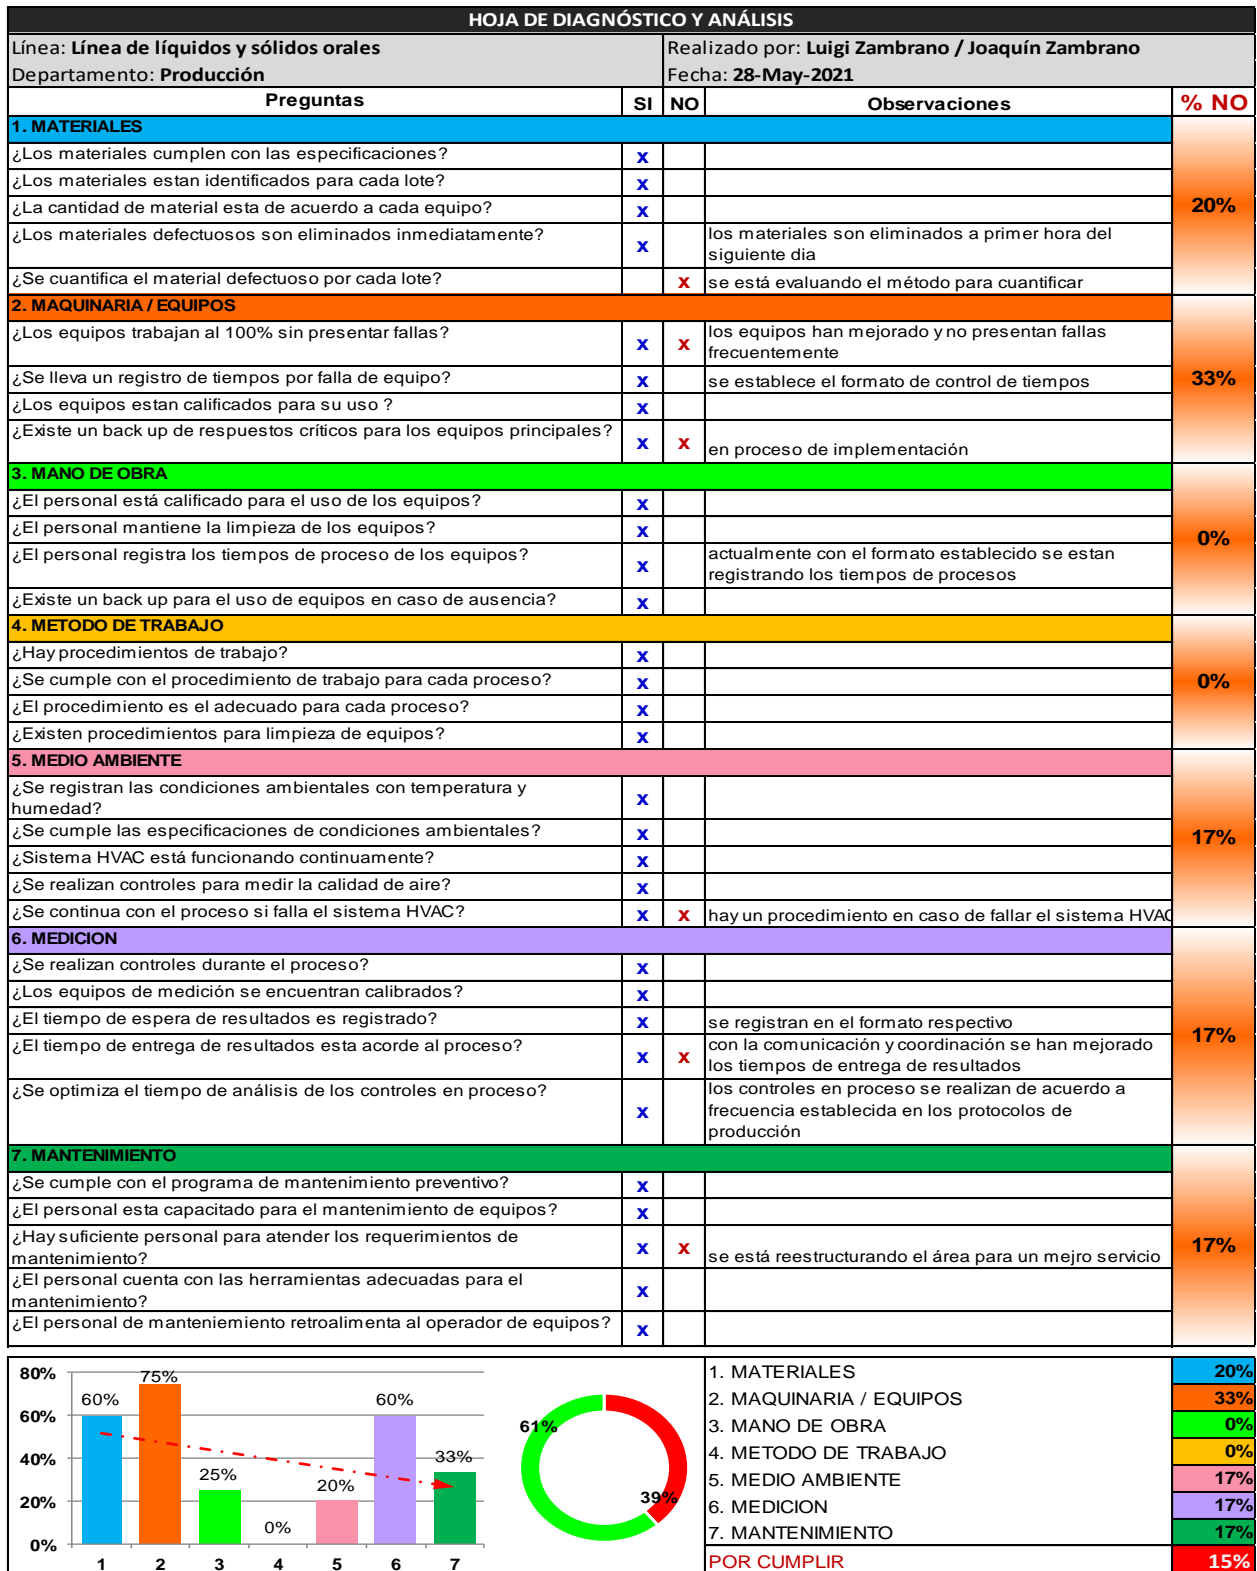 HOJA DE DIAGNÓSTICO Y ANÁLISIS
Línea: Línea de líquidos y sólidos orales
Realizado por: Luigi Zambrano / Joaquín Zambrano
Departamento: Producción
Fecha: 28-May-2021
Preguntas SI NO Observaciones % NO
1. MATERIALES
¿Los materiales cumplen con las especificaciones? x
¿Los materiales estan identificados para cada lote? x
¿La cantidad de material esta de acuerdo a cada equipo? x
20%
¿Los materiales defectuosos son eliminados inmediatamente? x los materiales son eliminados a primer hora del
siguiente dia
¿Se cuantifica el material defectuoso por cada lote? x se está evaluando el método para cuantificar
2. MAQUINARIA / EQUIPOS
¿Los equipos trabajan al 100% sin presentar fallas? x x los equipos han mejorado y no presentan fallas
frecuentemente
¿Se lleva un registro de tiempos por falla de equipo? x se establece el formato de control de tiempos
33%
¿Los equipos estan calificados para su uso ? x
¿Existe un back up de respuestos críticos para los equipos principales? x x en proceso de implementación
3. MANO DE OBRA
¿El personal está calificado para el uso de los equipos? x
¿El personal mantiene la limpieza de los equipos? x
0%
¿El personal registra los tiempos de proceso de los equipos? x actualmente con el formato establecido se estan
registrando los tiempos de procesos
¿Existe un back up para el uso de equipos en caso de ausencia? x
4. METODO DE TRABAJO
¿Hay procedimientos de trabajo? x
¿Se cumple con el procedimiento de trabajo para cada proceso? x
0%
¿El procedimiento es el adecuado para cada proceso? x
¿Existen procedimientos para limpieza de equipos? x
5. MEDIO AMBIENTE
¿Se registran las condiciones ambientales con temperatura y
humedad? x
¿Se cumple las especificaciones de condiciones ambientales? x
17%
¿Sistema HVAC está funcionando continuamente? x
¿Se realizan controles para medir la calidad de aire? x
¿Se continua con el proceso si falla el sistema HVAC? x x hay un procedimiento en caso de fallar el sistema HVAC
6. MEDICION
¿Se realizan controles durante el proceso? x
¿Los equipos de medición se encuentran calibrados? x
¿El tiempo de espera de resultados es registrado? x se registran en el formato respectivo
17%
¿El tiempo de entrega de resultados esta acorde al proceso? x x con la comunicación y coordinación se han mejorado
los tiempos de entrega de resultados
¿Se optimiza el tiempo de análisis de los controles en proceso? x los controles en proceso se realizan de acuerdo a
frecuencia establecida en los protocolos de
producción
7. MANTENIMIENTO
¿Se cumple con el programa de mantenimiento preventivo? x
¿El personal esta capacitado para el mantenimiento de equipos? x
¿Hay suficiente personal para atender los requerimientos de
mantenimiento? x x se está reestructurando el área para un mejro servicio
17%
¿El personal cuenta con las herramientas adecuadas para el
mantenimiento? x
¿El personal de manteniemiento retroalimenta al operador de equipos? x
80%
60%
40%
20%
0%
60%
75%
25%
0%
20%
60%
33%
1 2 3 4 5 6 7
61%
39%
1. MATERIALES 20%
2. MAQUINARIA / EQUIPOS 33%
3. MANO DE OBRA 0%
4. METODO DE TRABAJO 0%
5. MEDIO AMBIENTE 17%
6. MEDICION 17%
7. MANTENIMIENTO 17%
POR CUMPLIR 15%